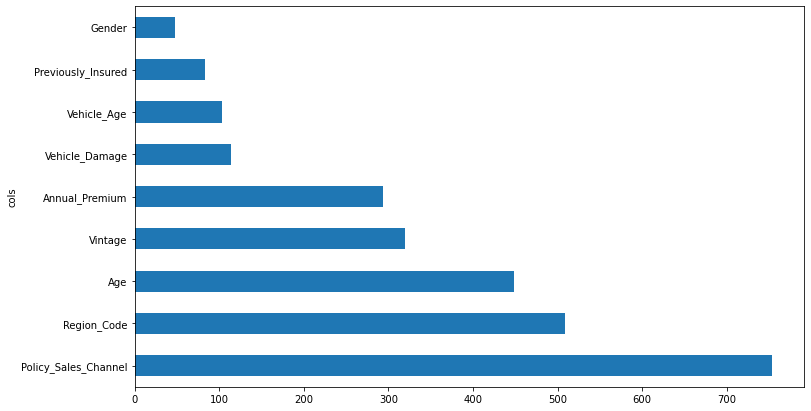 Gender
Previously_Insured
Vehicle_Age
Vehicle_Damage
Annual_Premium
Vintage
Age
Region_Code
Policy_Sales_Channel
cols
0 100 200 300 400 500 600 700